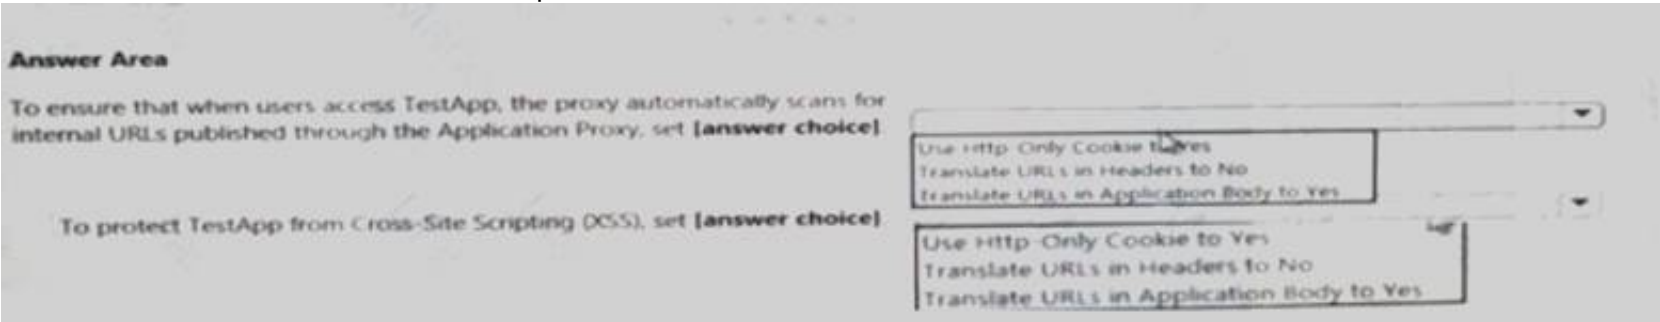 Answer Area
To ensure that when users access TestApp, the proxy automatically scans for
internal URLs published through the Application Proxy, set [answer choice]
Use Http-Only Cookie to Yes
Translate URLs in Headers to No
Translate URLs in Application Body to Yes
To protect TestApp from Cross-Site Scripting (XSS), set [answer choice]
Use Http-Only Cookie to Yes
Translate URLs in Headers to No
Translate URLs in Application Body to Yes